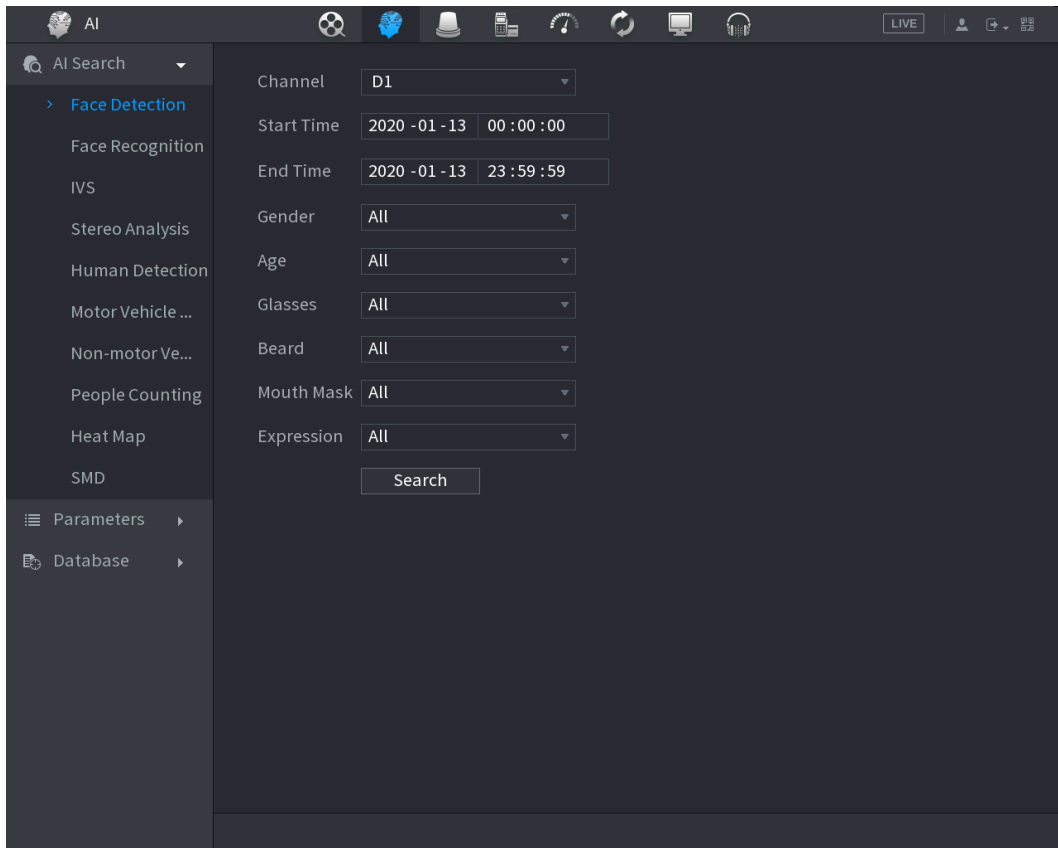 AI
LIVE
AI Search
Face Detection
Face Recognition
IVS
Stereo Analysis
Human Detection
Motor Vehicle ...
Non-motor Ve...
People Counting
Heat Map
SMD
Parameters
Database
Channel D1
Start Time 2020 -01 -13 00 :00 :00
End Time 2020 -01 -13 23 :59 :59
Gender All
Age All
Glasses All
Beard All
Mouth Mask All
Expression All
Search